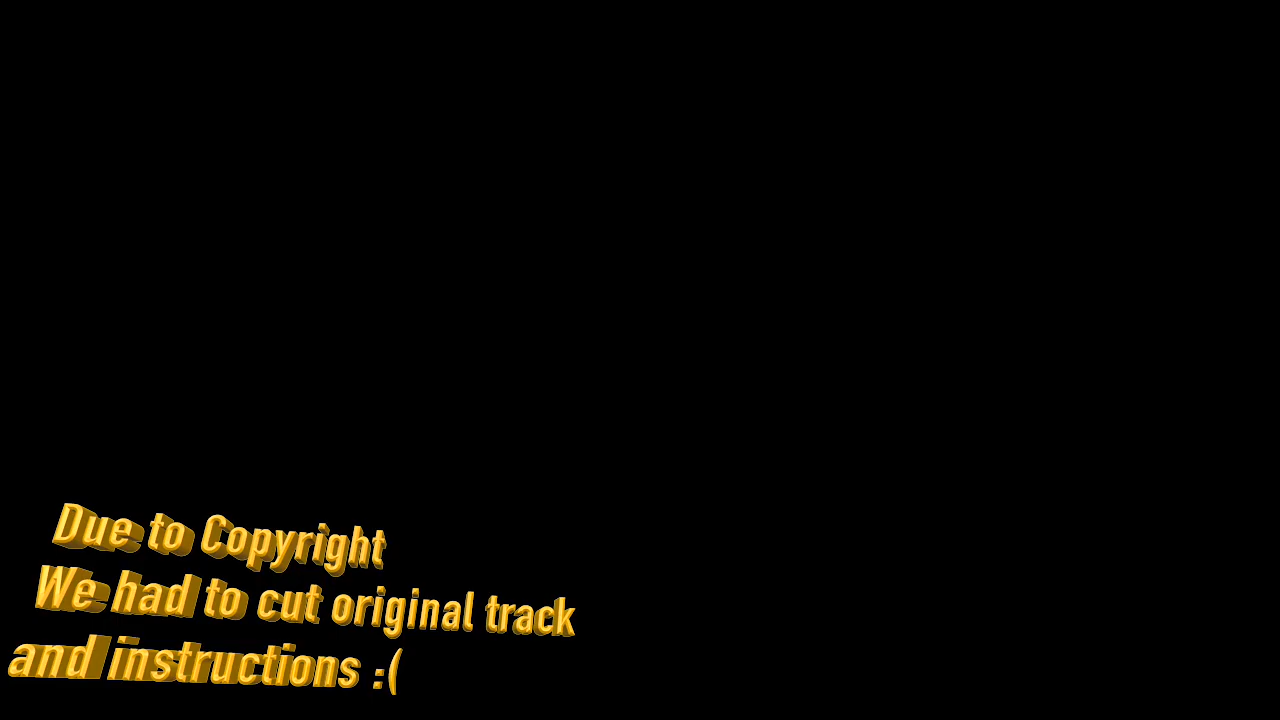 Due to Copyright
We had to cut original track
and instructions :(